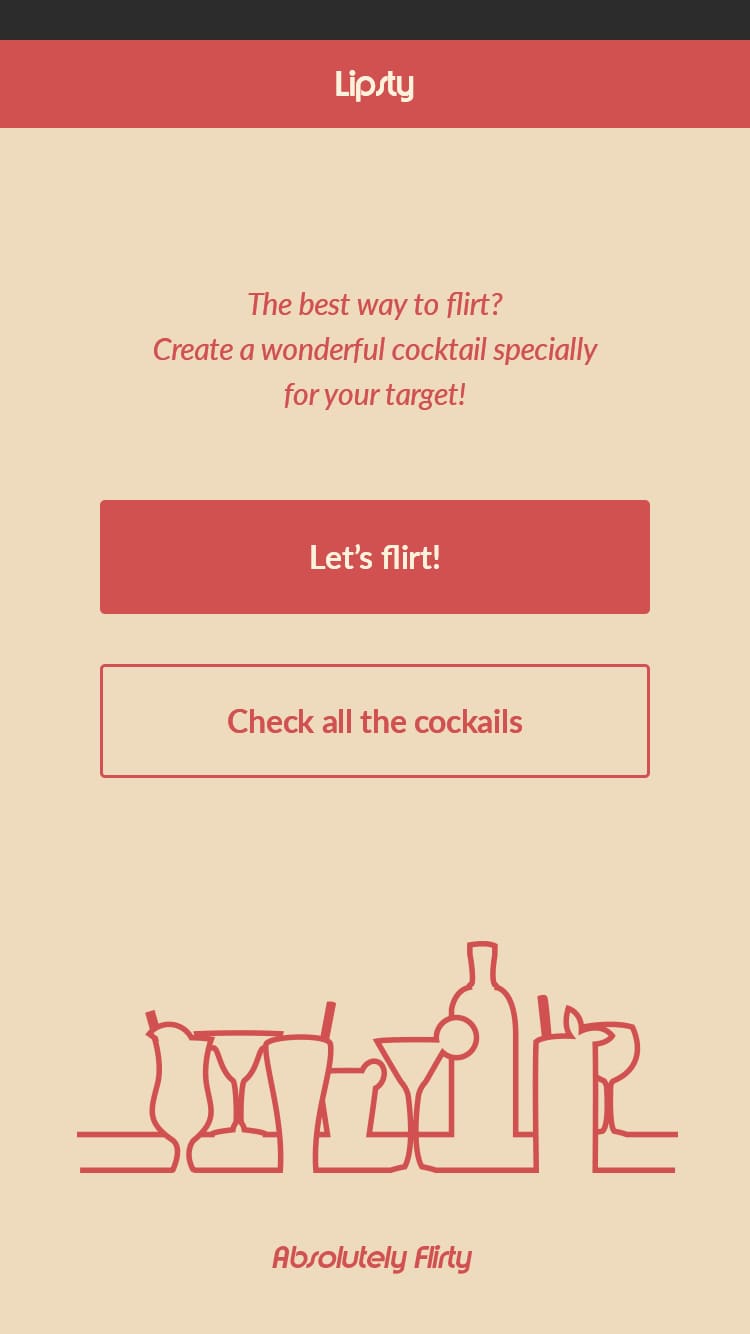 Lipsty
The best way to flirt?
Create a wonderful cocktail specially
for your target!
Let’s flirt!
Check all the cockails
Absolutely Flirty